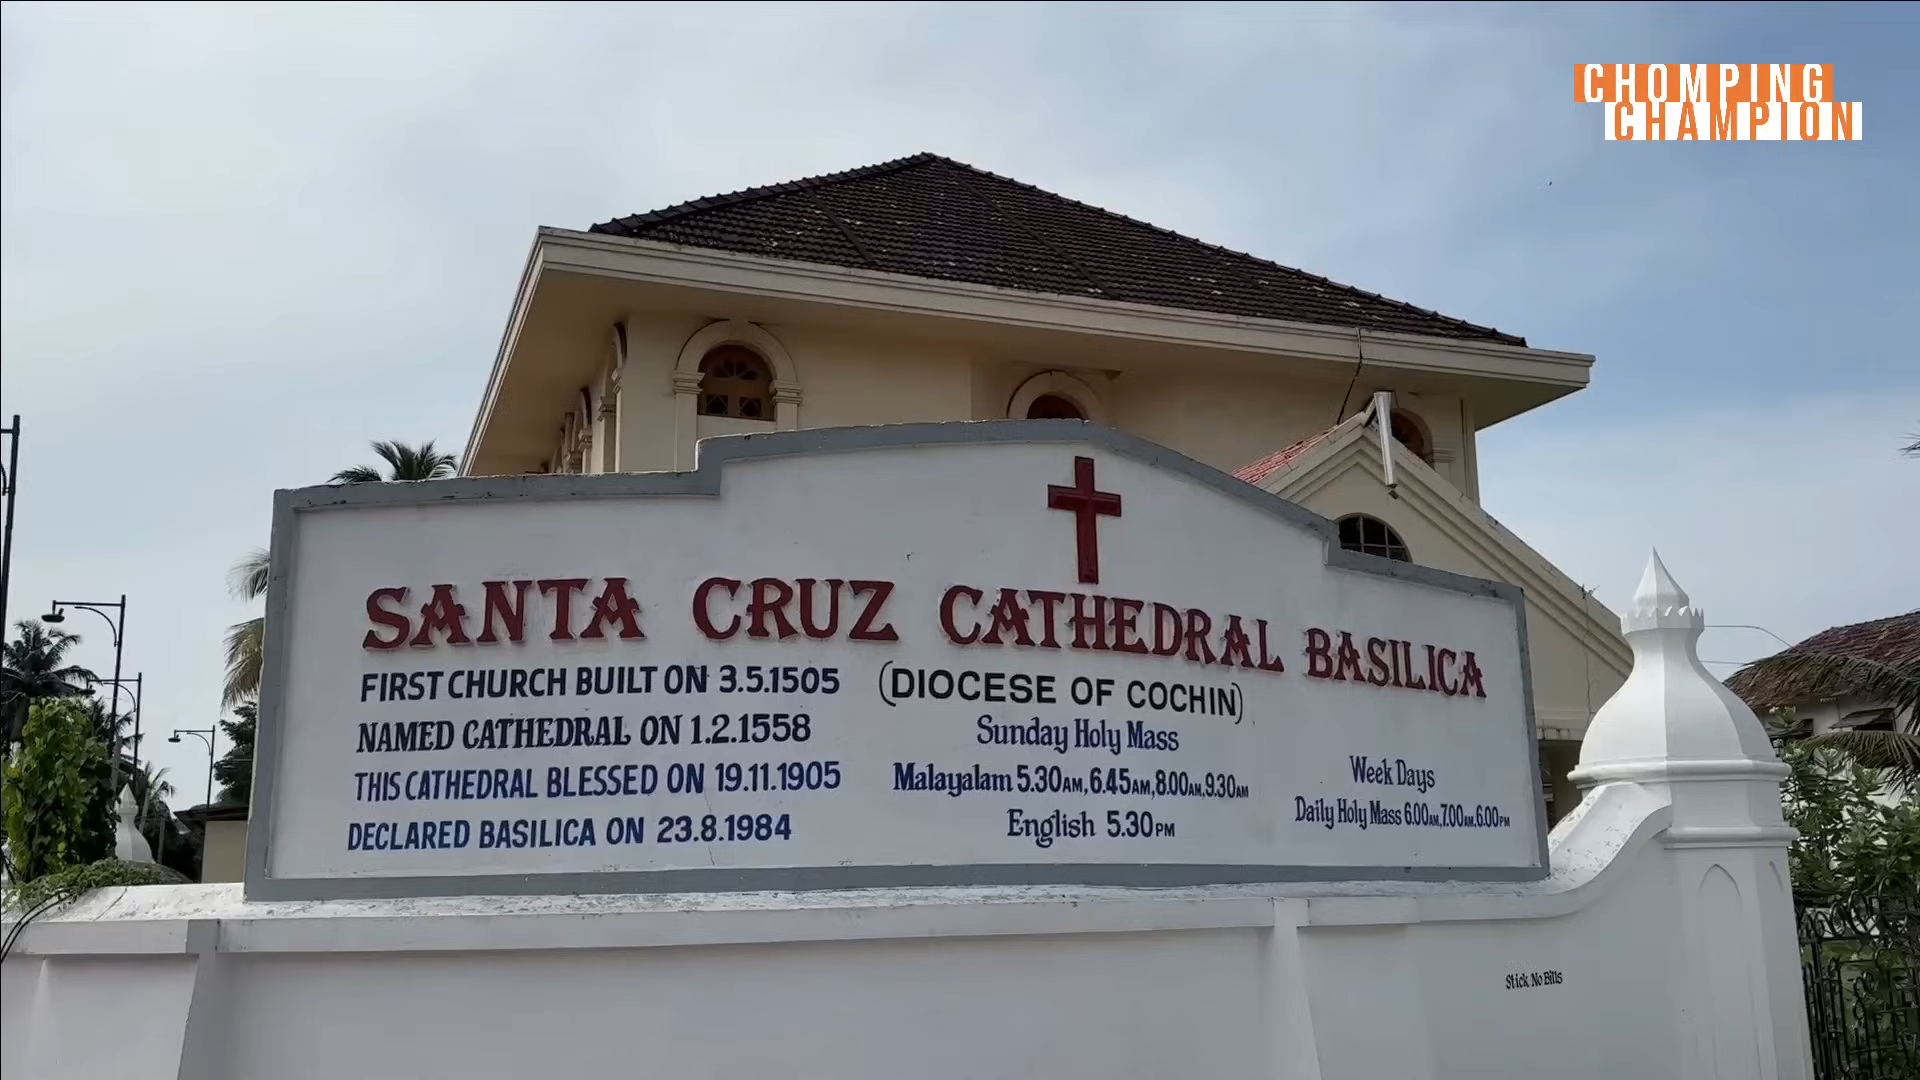 CHOMPING
CHAMPION
SANTA CRUZ CATHEDRAL BASILICA
FIRST CHURCH BUILT ON 3.5.1505
NAMED CATHEDRAL ON 1.2.1558
THIS CATHEDRAL BLESSED ON 19.11.1905
DECLARED BASILICA ON 23.8.1984
(DIOCESE OF COCHIN)
Sunday Holy Mass
Malayalam 5.30AM, 6.45AM, 8.00AM, 9.30AM
English 5.30PM
Week Days
Daily Holy Mass 6.00AM, 7.00AM, 6.00PM
Stick No Bills